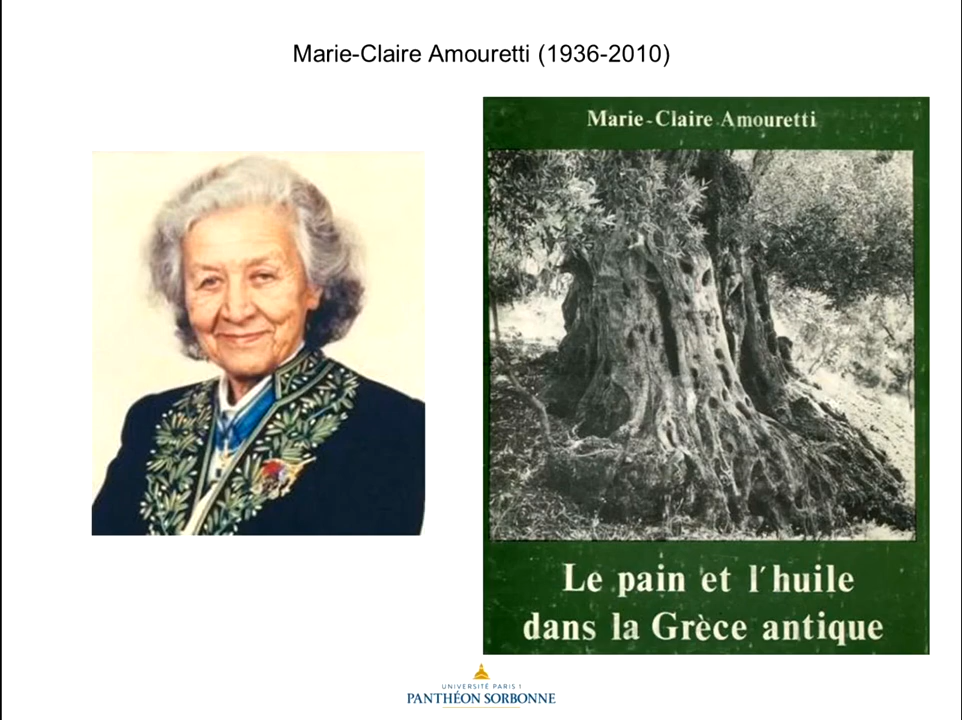 Marie-Claire Amouretti (1936-2010)
Marie-Claire Amouretti
Le pain et l'huile
dans la Grèce antique
UNIVERSITÉ PARIS 1
PANTHÉON SORBONNE